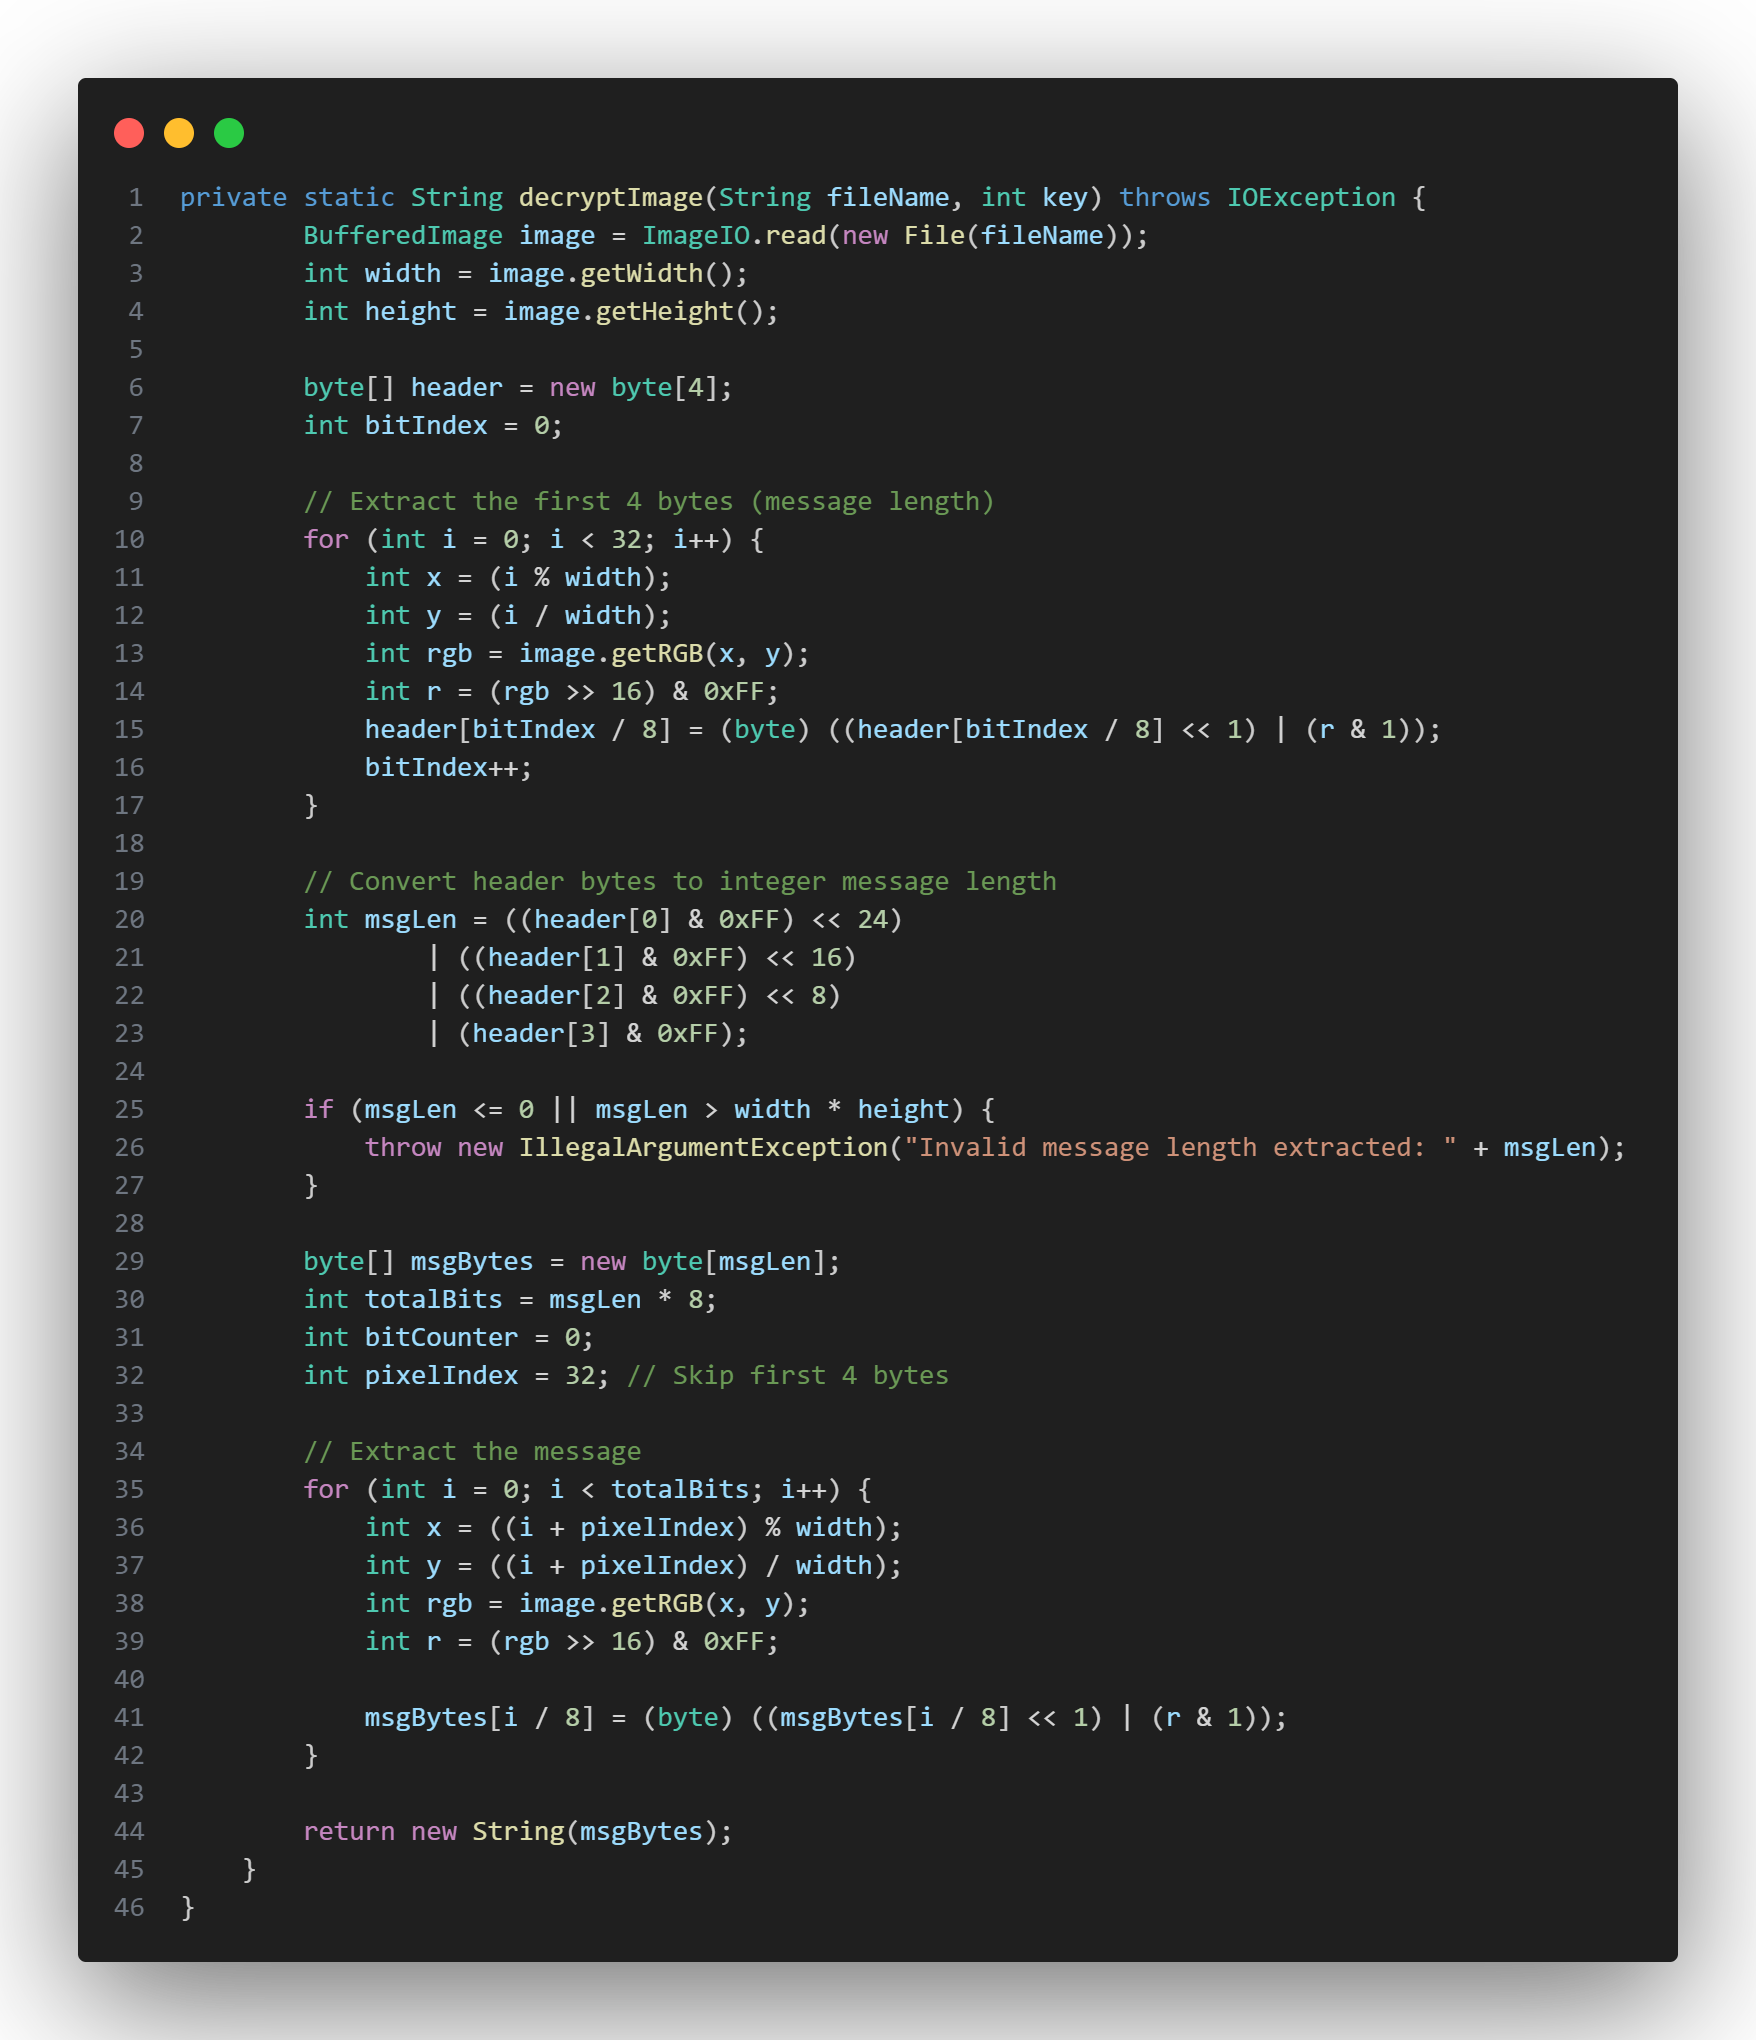 1 private static String decryptImage(String fileName, int key) throws IOException {
2         BufferedImage image = ImageIO.read(new File(fileName));
3         int width = image.getWidth();
4         int height = image.getHeight();
5
6         byte[] header = new byte[4];
7         int bitIndex = 0;
8
9         // Extract the first 4 bytes (message length)
10         for (int i = 0; i < 32; i++) {
11             int x = (i % width);
12             int y = (i / width);
13             int rgb = image.getRGB(x, y);
14             int r = (rgb >> 16) & 0xFF;
15             header[bitIndex / 8] = (byte) ((header[bitIndex / 8] << 1) | (r & 1));
16             bitIndex++;
17         }
18
19         // Convert header bytes to integer message length
20         int msgLen = ((header[0] & 0xFF) << 24)
21                 | ((header[1] & 0xFF) << 16)
22                 | ((header[2] & 0xFF) << 8)
23                 | (header[3] & 0xFF);
24
25         if (msgLen <= 0 || msgLen > width * height) {
26             throw new IllegalArgumentException("Invalid message length extracted: " + msgLen);
27         }
28
29         byte[] msgBytes = new byte[msgLen];
30         int totalBits = msgLen * 8;
31         int bitCounter = 0;
32         int pixelIndex = 32; // Skip first 4 bytes
33
34         // Extract the message
35         for (int i = 0; i < totalBits; i++) {
36             int x = ((i + pixelIndex) % width);
37             int y = ((i + pixelIndex) / width);
38             int rgb = image.getRGB(x, y);
39             int r = (rgb >> 16) & 0xFF;
40
41             msgBytes[i / 8] = (byte) ((msgBytes[i / 8] << 1) | (r & 1));
42         }
43
44         return new String(msgBytes);
45     }
46 }